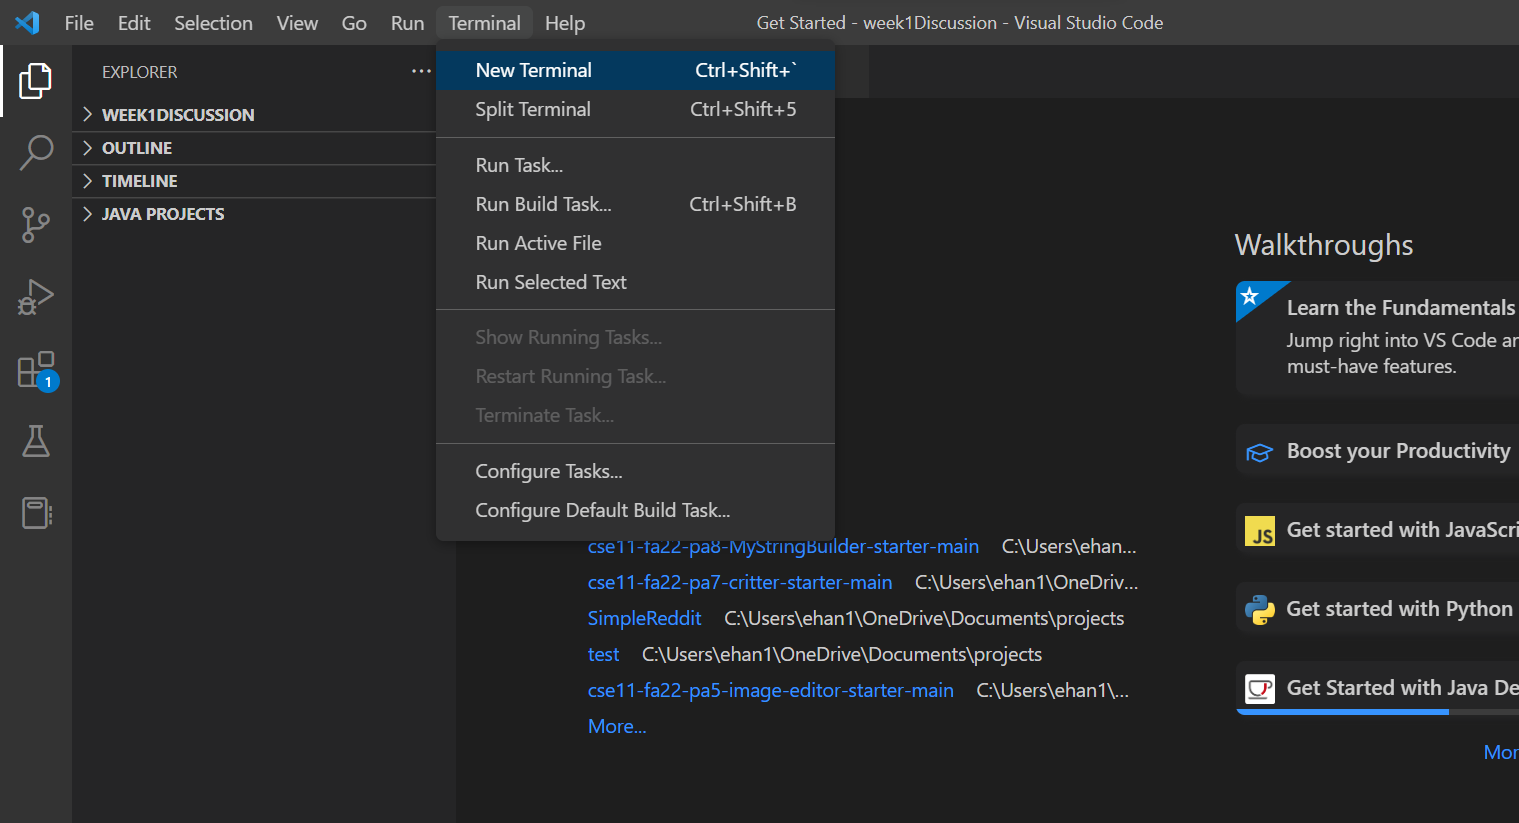 File Edit Selection View Go Run Terminal Help
Get Started - week1Discussion - Visual Studio Code
EXPLORER
WEEK1DISCUSSION
OUTLINE
TIMELINE
JAVA PROJECTS
1
New Terminal Ctrl+Shift+`
Split Terminal Ctrl+Shift+5
Run Task...
Run Build Task... Ctrl+Shift+B
Run Active File
Run Selected Text
Show Running Tasks...
Restart Running Task...
Terminate Task...
Configure Tasks...
Configure Default Build Task...
cse11-fa22-pa8-MyStringBuilder-starter-main C:\Users\ehan...
cse11-fa22-pa7-critter-starter-main C:\Users\ehan1\OneDriv...
SimpleReddit C:\Users\ehan1\OneDrive\Documents\projects
test C:\Users\ehan1\OneDrive\Documents\projects
cse11-fa22-pa5-image-editor-starter-main C:\Users\ehan1\...
More...
Walkthroughs
Learn the Fundamentals
Jump right into VS Code an
must-have features.
Boost your Productivity
JS
Get started with JavaScri
Get started with Python
Get Started with Java De
Mor